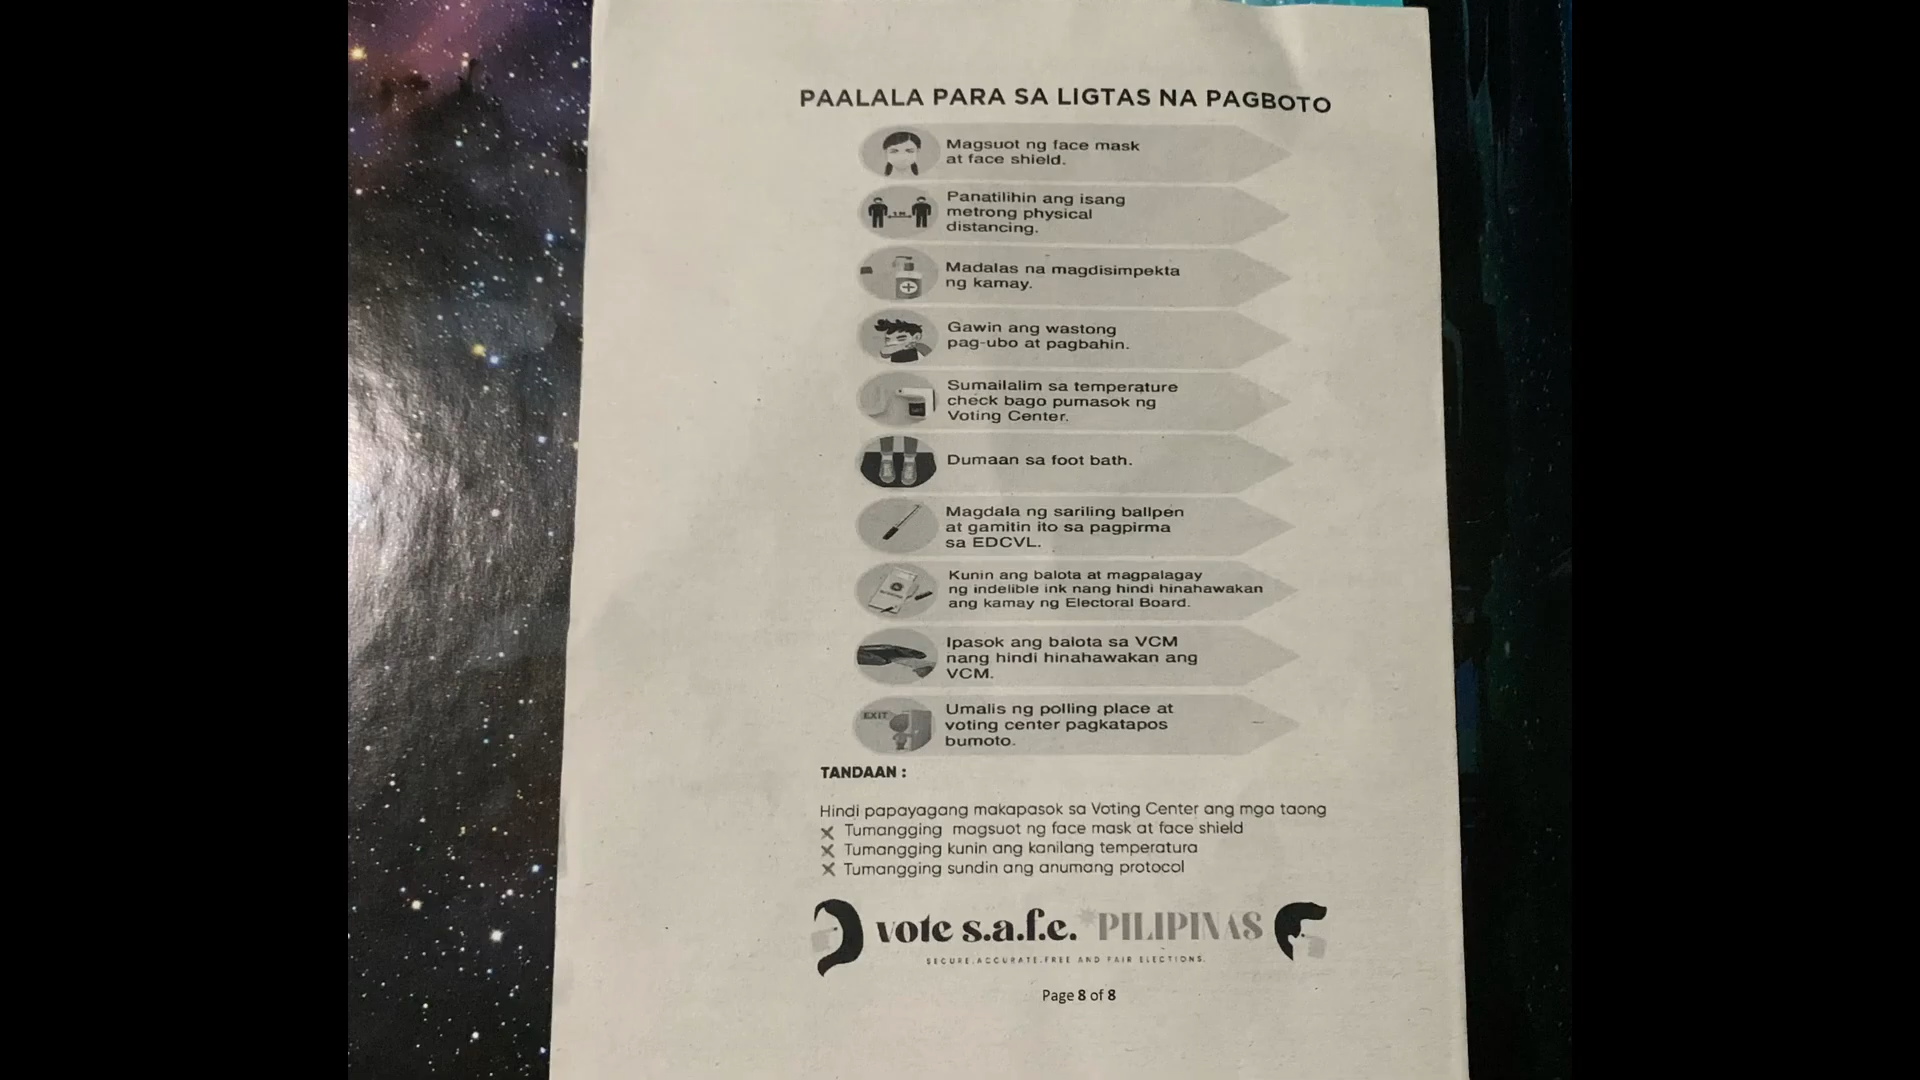 PAALALA PARA SA LIGTAS NA PAGBOTO
Magsuot ng face mask
at face shield.
1 M
Panatilihin ang isang
metrong physical
distancing.
Madalas na magdisimpekta
ng kamay.
Gawin ang wastong
pag-ubo at pagbahin.
Sumailalim sa temperature
check bago pumasok ng
Voting Center.
Dumaan sa foot bath.
Magdala ng sariling ballpen
at gamitin ito sa pagpirma
sa EDCVL.
Kunin ang balota at magpalagay
ng indelible ink nang hindi hinahawakan
ang kamay ng Electoral Board.
Ipasok ang balota sa VCM
nang hindi hinahawakan ang
VCM.
EXIT
Umalis ng polling place at
voting center pagkatapos
bumoto.
TANDAAN :
Hindi papayagang makapasok sa Voting Center ang mga taong
X Tumangging magsuot ng face mask at face shield
X Tumangging kunin ang kanilang temperatura
X Tumangging sundin ang anumang protocol
vote s.a.f.e. PILIPINAS
SECURE.ACCURATE.FREE AND FAIR ELECTIONS.
Page 8 of 8